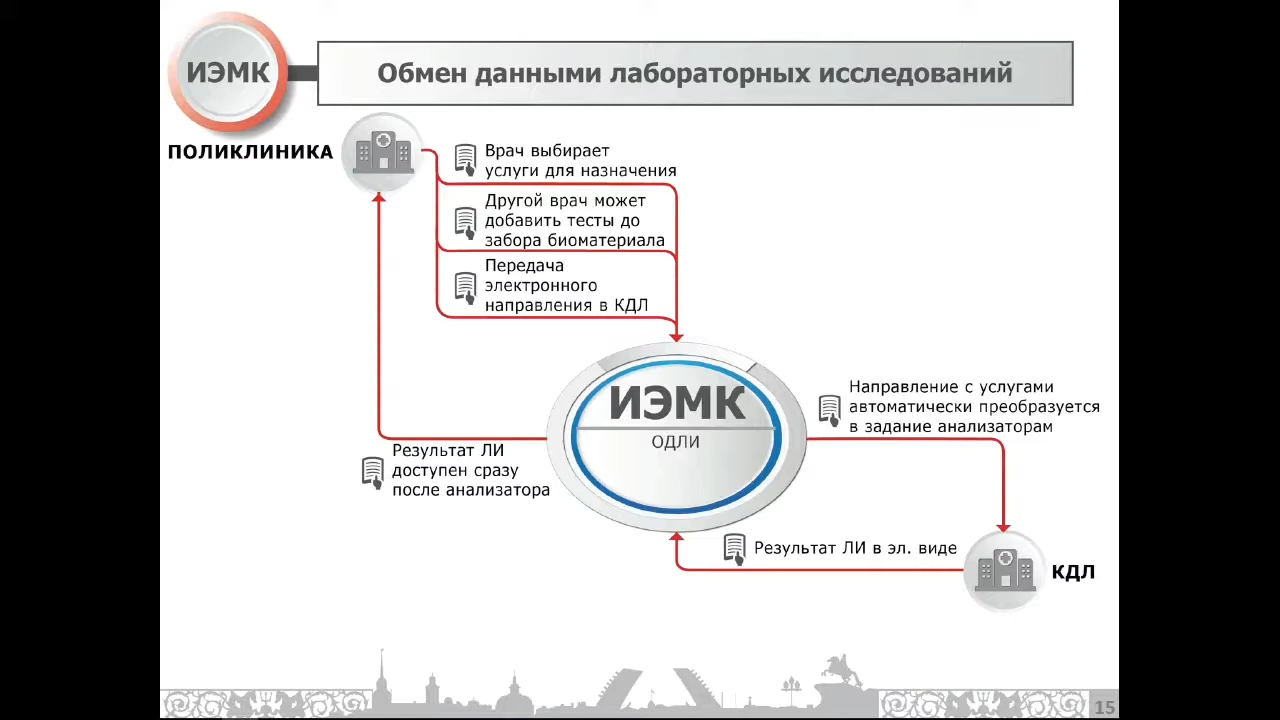 ИЭМК
Обмен данными лабораторных исследований
ПОЛИКЛИНИКА
Врач выбирает
услуги для назначения
Другой врач может
добавить тесты до
забора биоматериала
Передача
электронного
направления в КДЛ
ИЭМК
ОДЛИ
Направление с услугами
автоматически преобразуется
в задание анализаторам
Результат ЛИ
доступен сразу
после анализатора
Результат ЛИ в эл. виде
КДЛ
15